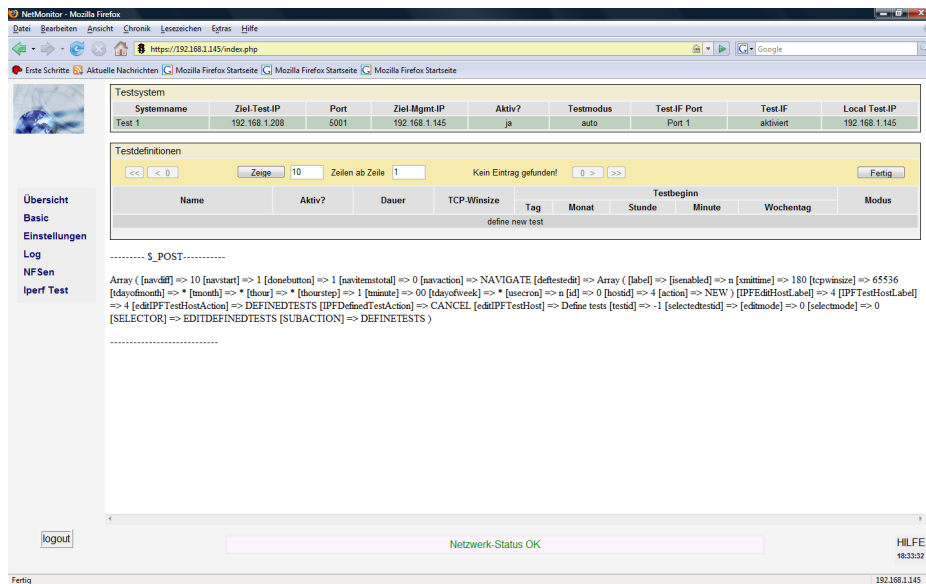 NetMonitor - Mozilla Firefox
Datei Bearbeiten Ansicht Chronik Lesezeichen Extras Hilfe
https://192.168.1.145/index.php
Google
Erste Schritte Aktuelle Nachrichten Mozilla Firefox Startseite Mozilla Firefox Startseite Mozilla Firefox Startseite
Testsystem
Systemname Ziel-Test-IP Port Ziel-Mgmt-IP Aktiv? Testmodus Test-IF Port Test-IF Local Test-IP
Test 1 192.168.1.208 5001 192.168.1.145 ja auto Port 1 aktiviert 192.168.1.145
Testdefinitionen
<< < 0 Zeige 10 Zeilen ab Zeile 1 Kein Eintrag gefunden! 0 > >> Fertig
Name Aktiv? Dauer TCP-Winsize Testbeginn Modus
Tag Monat Stunde Minute Wochentag
define new test
Übersicht
Basic
Einstellungen
Log
NFSen
Iperf Test
--------- $_POST-----------
Array ( [navdiff] => 10 [navstart] => 1 [donebutton] => 1 [navitemstotal] => 0 [navaction] => NAVIGATE [deftestedit] => Array ( [label] => [isenabled] => n [xmittime] => 180 [tcpwinsize] => 65536
[tdayofmonth] => * [tmonth] => * [thour] => * [thourstep] => 1 [tminute] => 00 [tdayofweek] => * [usecron] => n [id] => 0 [hostid] => 4 [action] => NEW ) [IPFEditHostLabel] => 4 [IPFTestHostLabel]
=> 4 [editIPFTestHostAction] => DEFINEDTESTS [IPFDefinedTestAction] => CANCEL [editIPFTestHost] => Define tests [testid] => -1 [selectedtestid] => [editmode] => 0 [selectmode] => 0
[SELECTOR] => EDITDEFINEDTESTS [SUBACTION] => DEFINETESTS )
----------------------------
logout
Netzwerk-Status OK
HILFE
18:33:32
Fertig 192.168.1.145